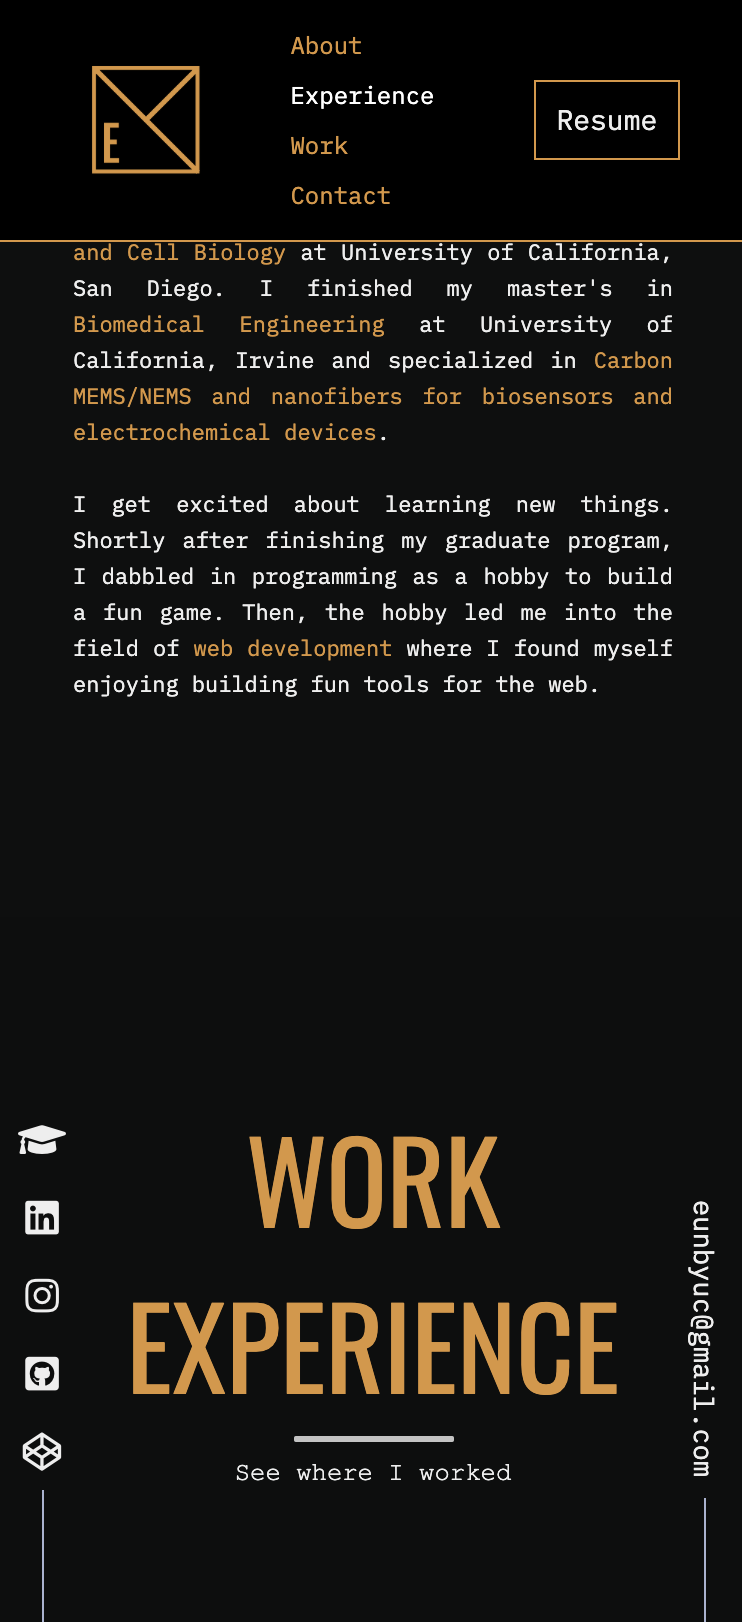 About
Experience
Work
Contact
E
Resume
and Cell Biology at University of California,
San Diego. I finished my master's in
Biomedical Engineering at University of
California, Irvine and specialized in Carbon
MEMS/NEMS and nanofibers for biosensors and
electrochemical devices.
I get excited about learning new things.
Shortly after finishing my graduate program,
I dabbled in programming as a hobby to build
a fun game. Then, the hobby led me into the
field of web development where I found myself
enjoying building fun tools for the web.
WORK
EXPERIENCE
See where I worked
in
eunbyuc@gmail.com